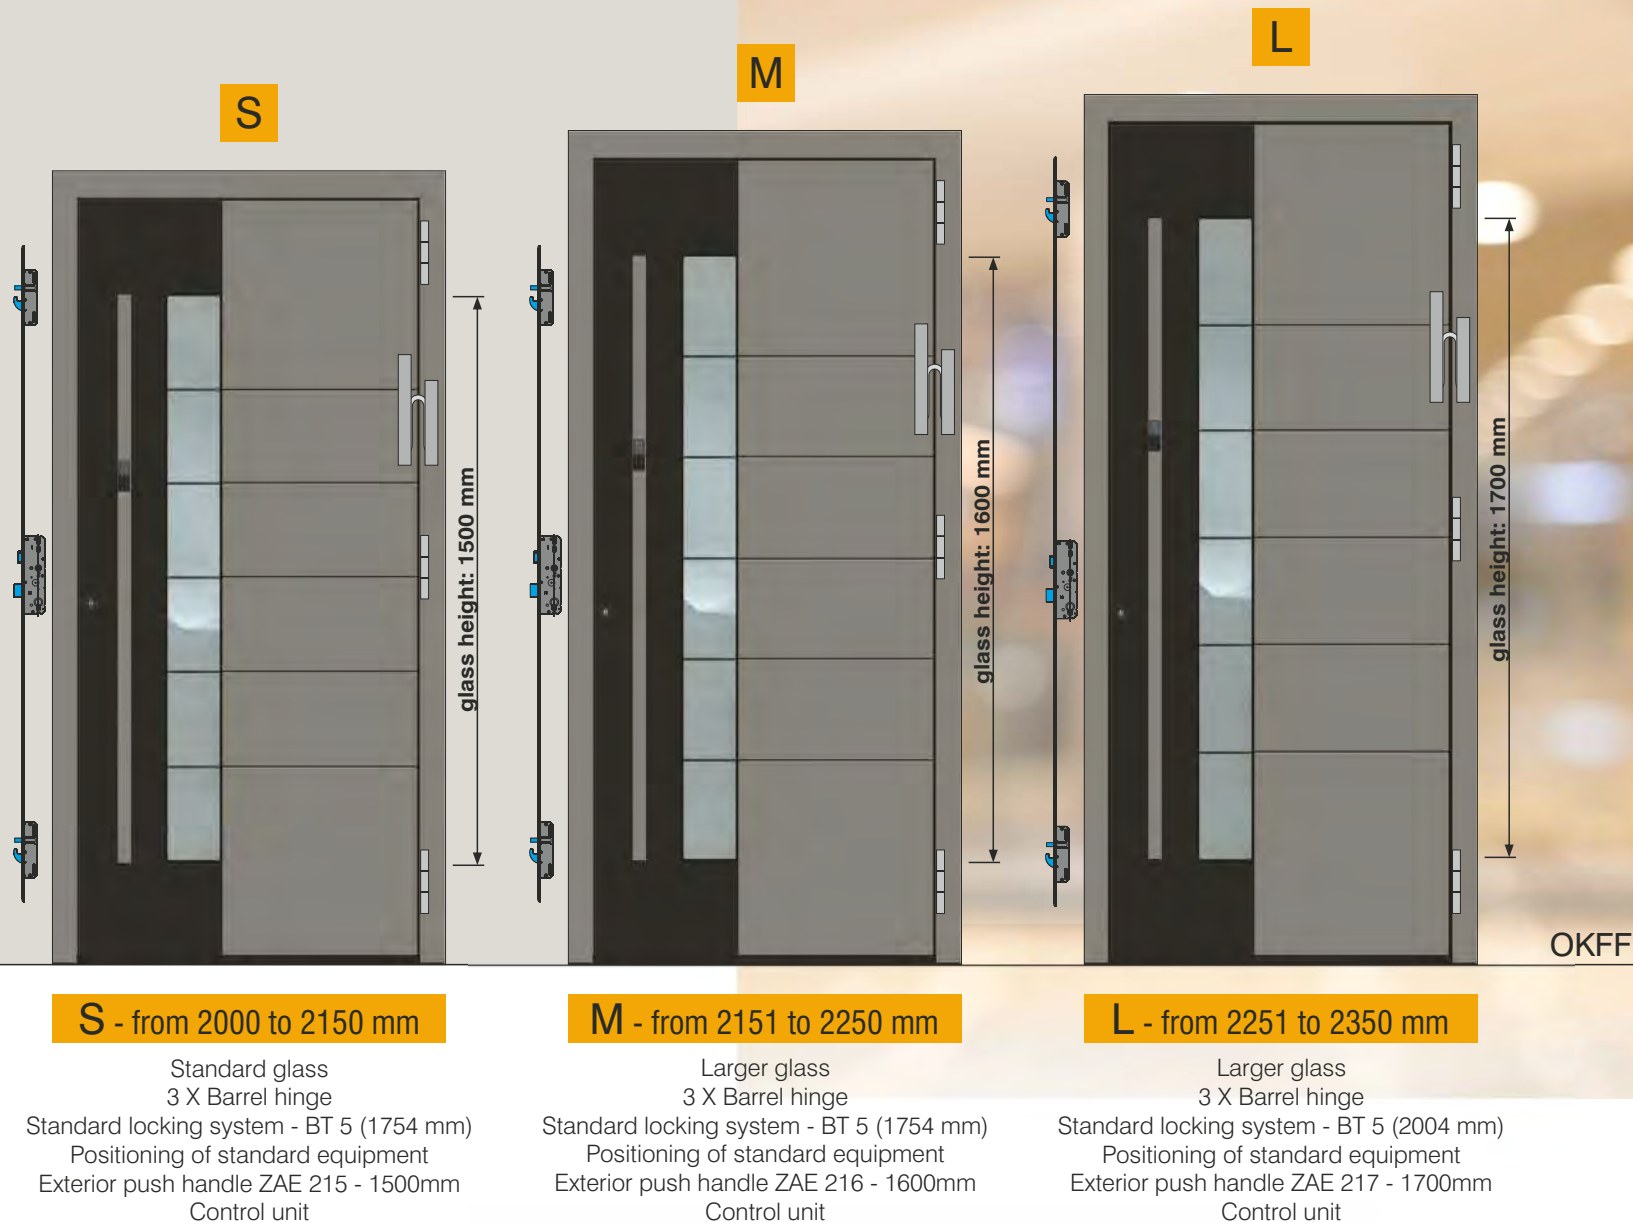 S
M
L
glass height: 1500 mm
glass height: 1600 mm
glass height: 1700 mm
OKFF
S - from 2000 to 2150 mm
Standard glass
3 X Barrel hinge
Standard locking system - BT 5 (1754 mm)
Positioning of standard equipment
Exterior push handle ZAE 215 - 1500mm
Control unit
M - from 2151 to 2250 mm
Larger glass
3 X Barrel hinge
Standard locking system - BT 5 (1754 mm)
Positioning of standard equipment
Exterior push handle ZAE 216 - 1600mm
Control unit
L - from 2251 to 2350 mm
Larger glass
3 X Barrel hinge
Standard locking system - BT 5 (2004 mm)
Positioning of standard equipment
Exterior push handle ZAE 217 - 1700mm
Control unit